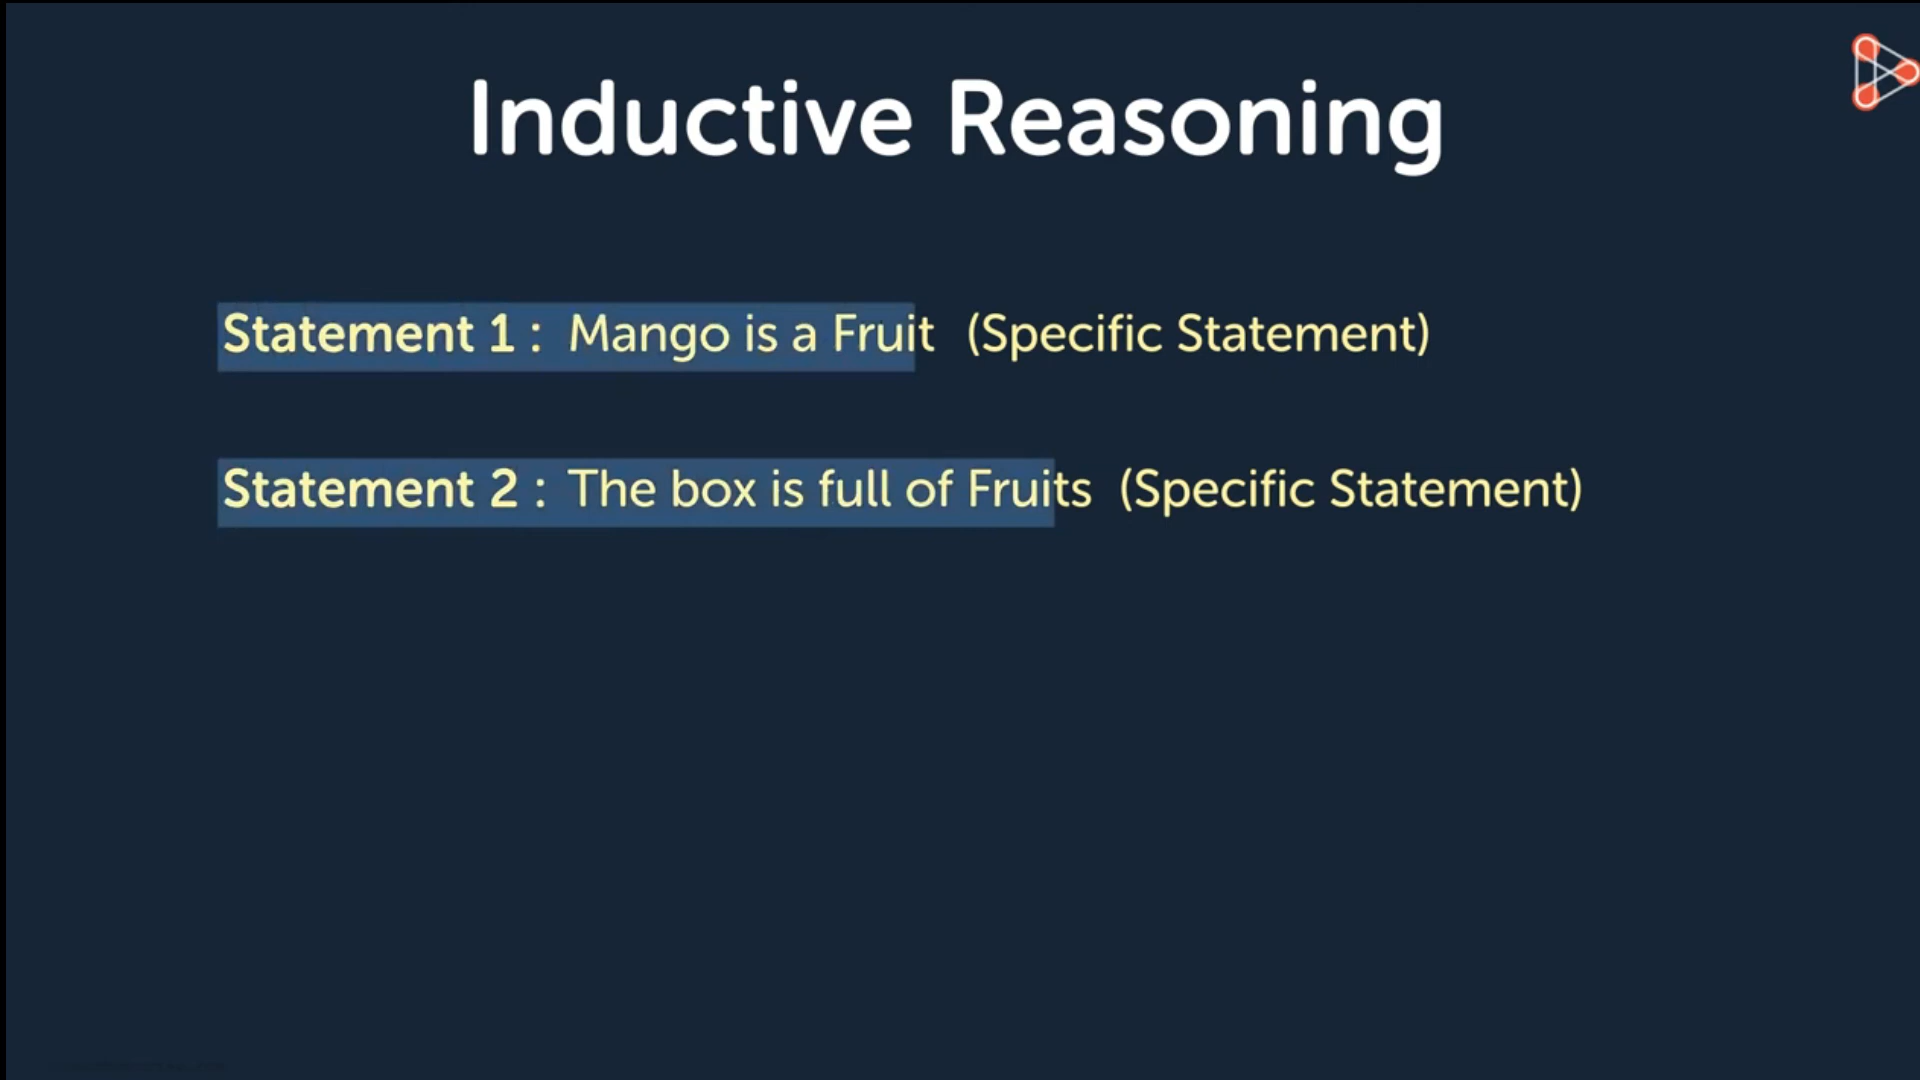 Inductive Reasoning
Statement 1 : Mango is a Fruit (Specific Statement)
Statement 2 : The box is full of Fruits (Specific Statement)